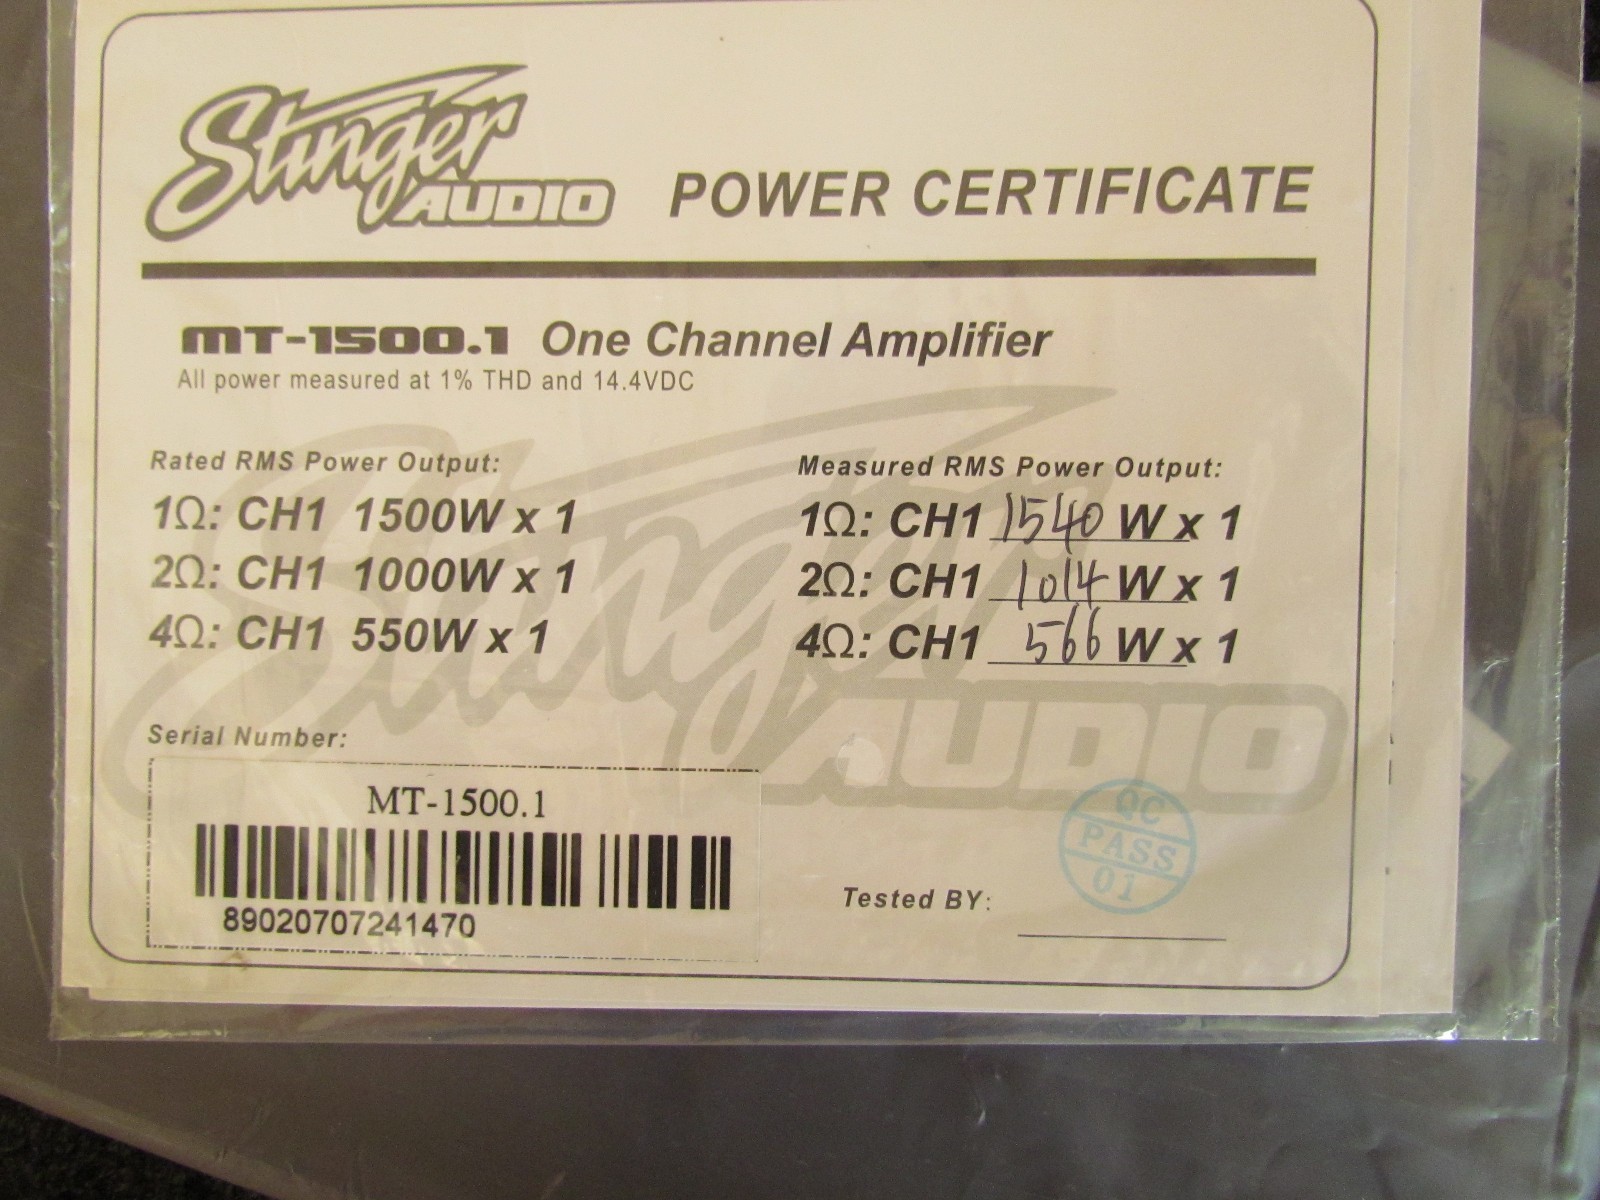 Stinger
AUDIO
POWER CERTIFICATE
MT-1500.1 One Channel Amplifier
All power measured at 1% THD and 14.4VDC
Rated RMS Power Output:
1Ω: CH1 1500W x 1
2Ω: CH1 1000W x 1
4Ω: CH1 550W x 1
Measured RMS Power Output:
1Ω: CH1 1540 W x 1
2Ω: CH1 1014 W x 1
4Ω: CH1 566 W x 1
Stinger
AUDIO
Serial Number:
MT-1500.1
89020707241470
Tested BY:
QC
PASS
01